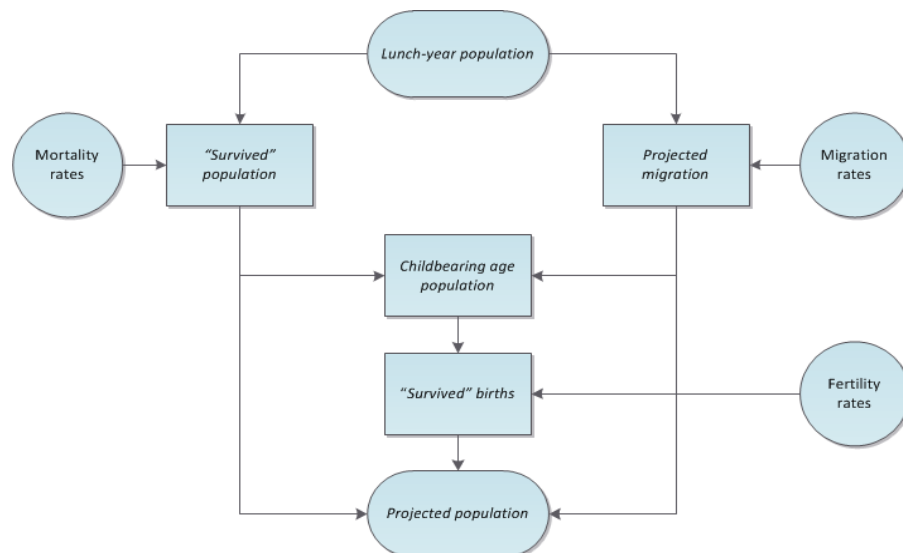 Lunch-year population
Mortality
rates
"Survived"
population
Projected
migration
Migration
rates
Childbearing age
population
"Survived" births
Fertility
rates
Projected population